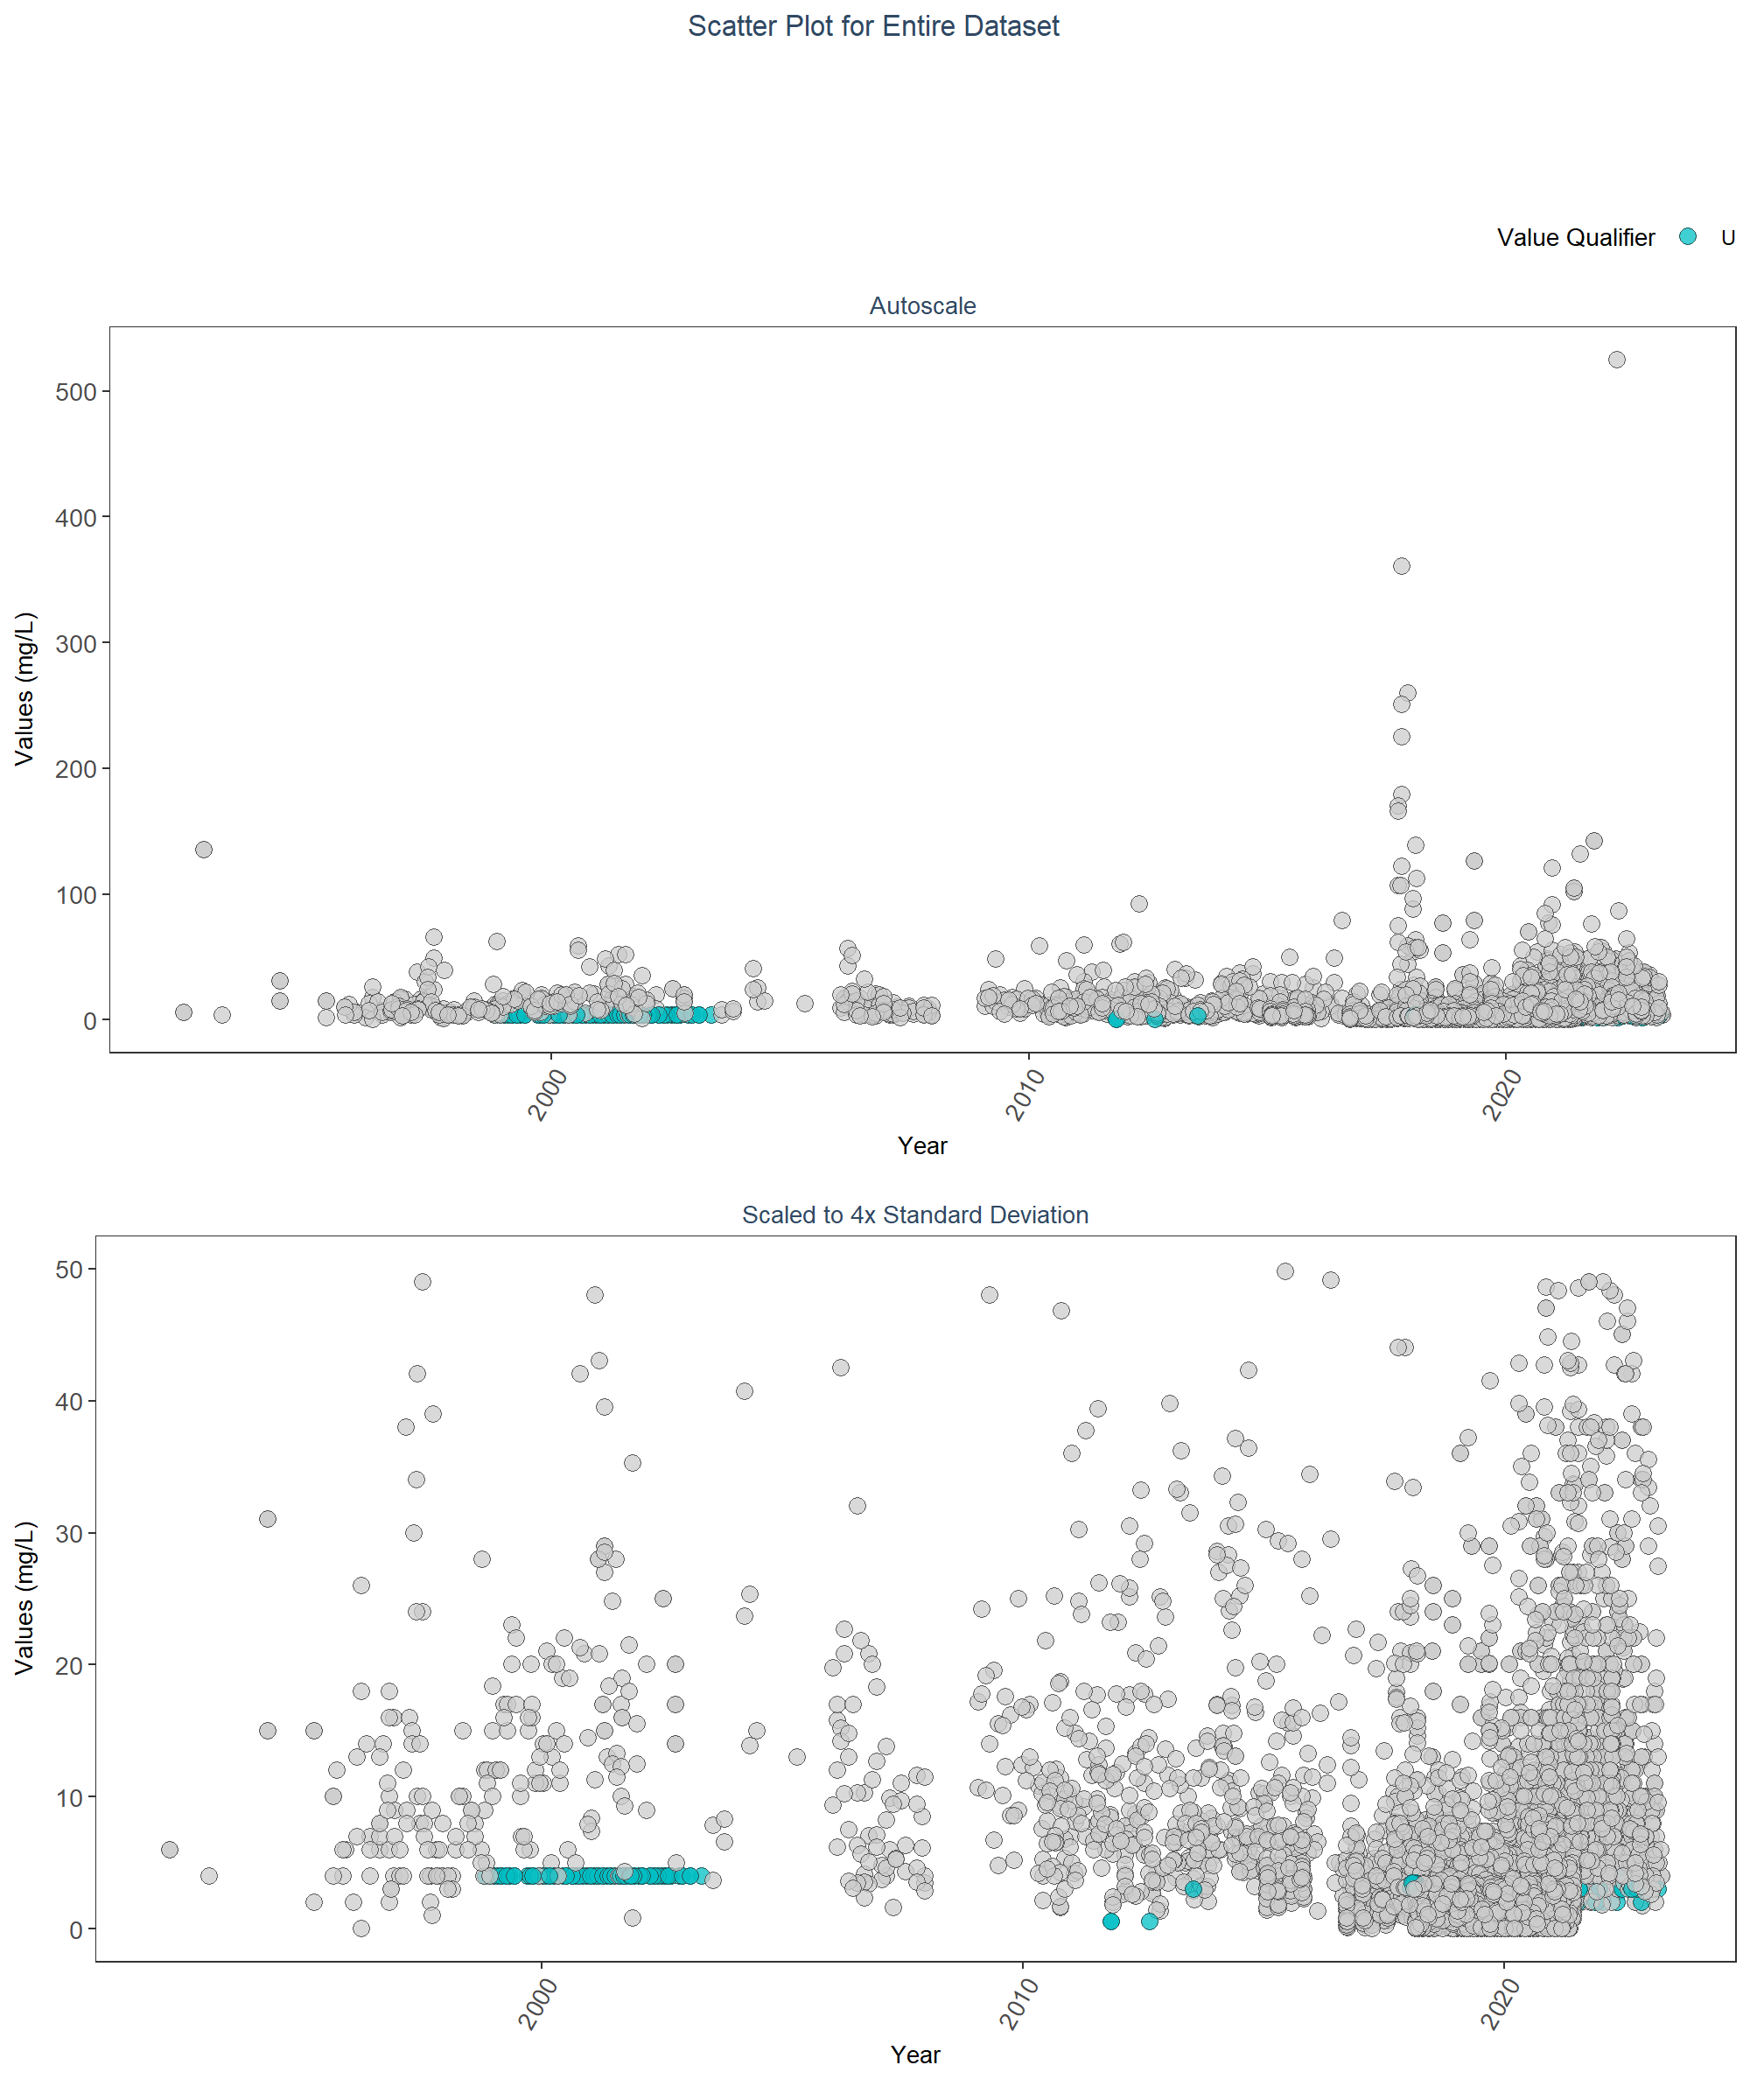 Scatter Plot for Entire Dataset
Value Qualifier U
Autoscale
500
400
300
200
100
0
Values (mg/L)
2000 2010 2020
Year
Scaled to 4x Standard Deviation
50
40
30
20
10
0
Values (mg/L)
2000 2010 2020
Year